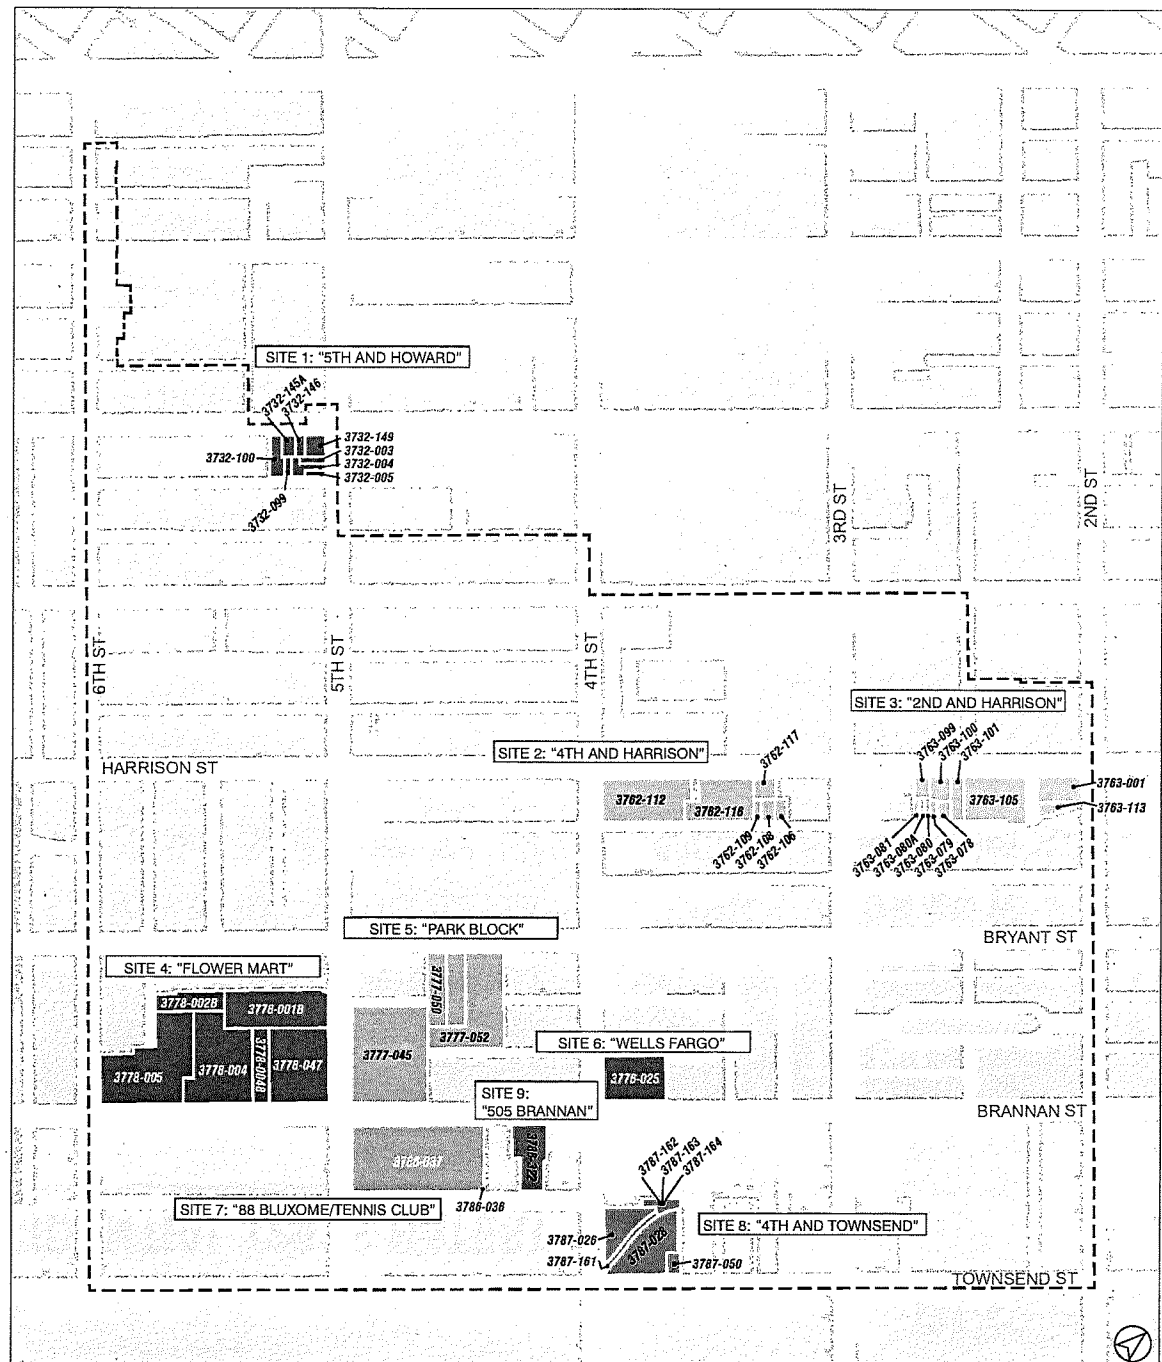 SITE 1: "5TH AND HOWARD"
3732-145A
3732-146
3732-149
3732-003
3732-100
3732-004
3732-005
3732-099
3RD ST
2ND ST
6TH ST
5TH ST
4TH ST
SITE 3: "2ND AND HARRISON"
SITE 2: "4TH AND HARRISON"
HARRISON ST
3762-117
3763-099
3763-100
3763-101
3762-112
3762-116
3763-105
3763-001
3763-113
3762-109
3762-108
3762-106
3763-081
3763-080A
3763-080
3763-079
3763-078
SITE 5: "PARK BLOCK"
BRYANT ST
SITE 4: "FLOWER MART"
3778-002B
3778-001B
3777-050
3777-052
3777-045
SITE 6: "WELLS FARGO"
3778-005
3778-004
3778-004B
3778-047
3776-025
SITE 9:
"505 BRANNAN"
BRANNAN ST
3786-037
3786-036
SITE 7: "88 BLUXOME/TENNIS CLUB"
3787-162
3787-163
3787-164
SITE 8: "4TH AND TOWNSEND"
3787-026
3787-028
3787-161
3787-050
TOWNSEND ST